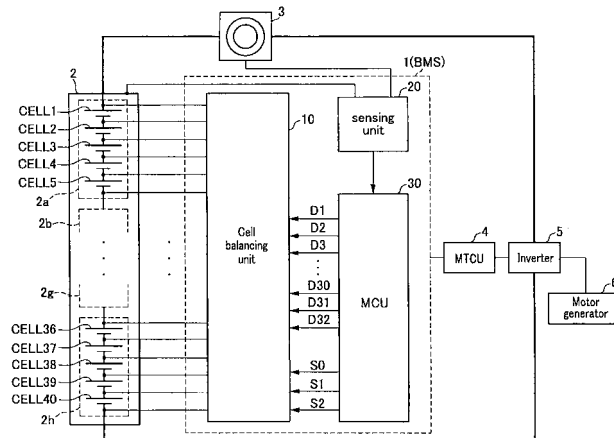 3
1(BMS)
2
20
CELL1
CELL2
CELL3
CELL4
CELL5
2a
10
sensing
unit
30
2b
Cell
balancing
unit
D1
D2
D3
D30
D31
D32
MCU
4
MTCU
5
Inverter
6
Motor
generator
2g
CELL36
CELL37
CELL38
CELL39
CELL40
2h
S0
S1
S2